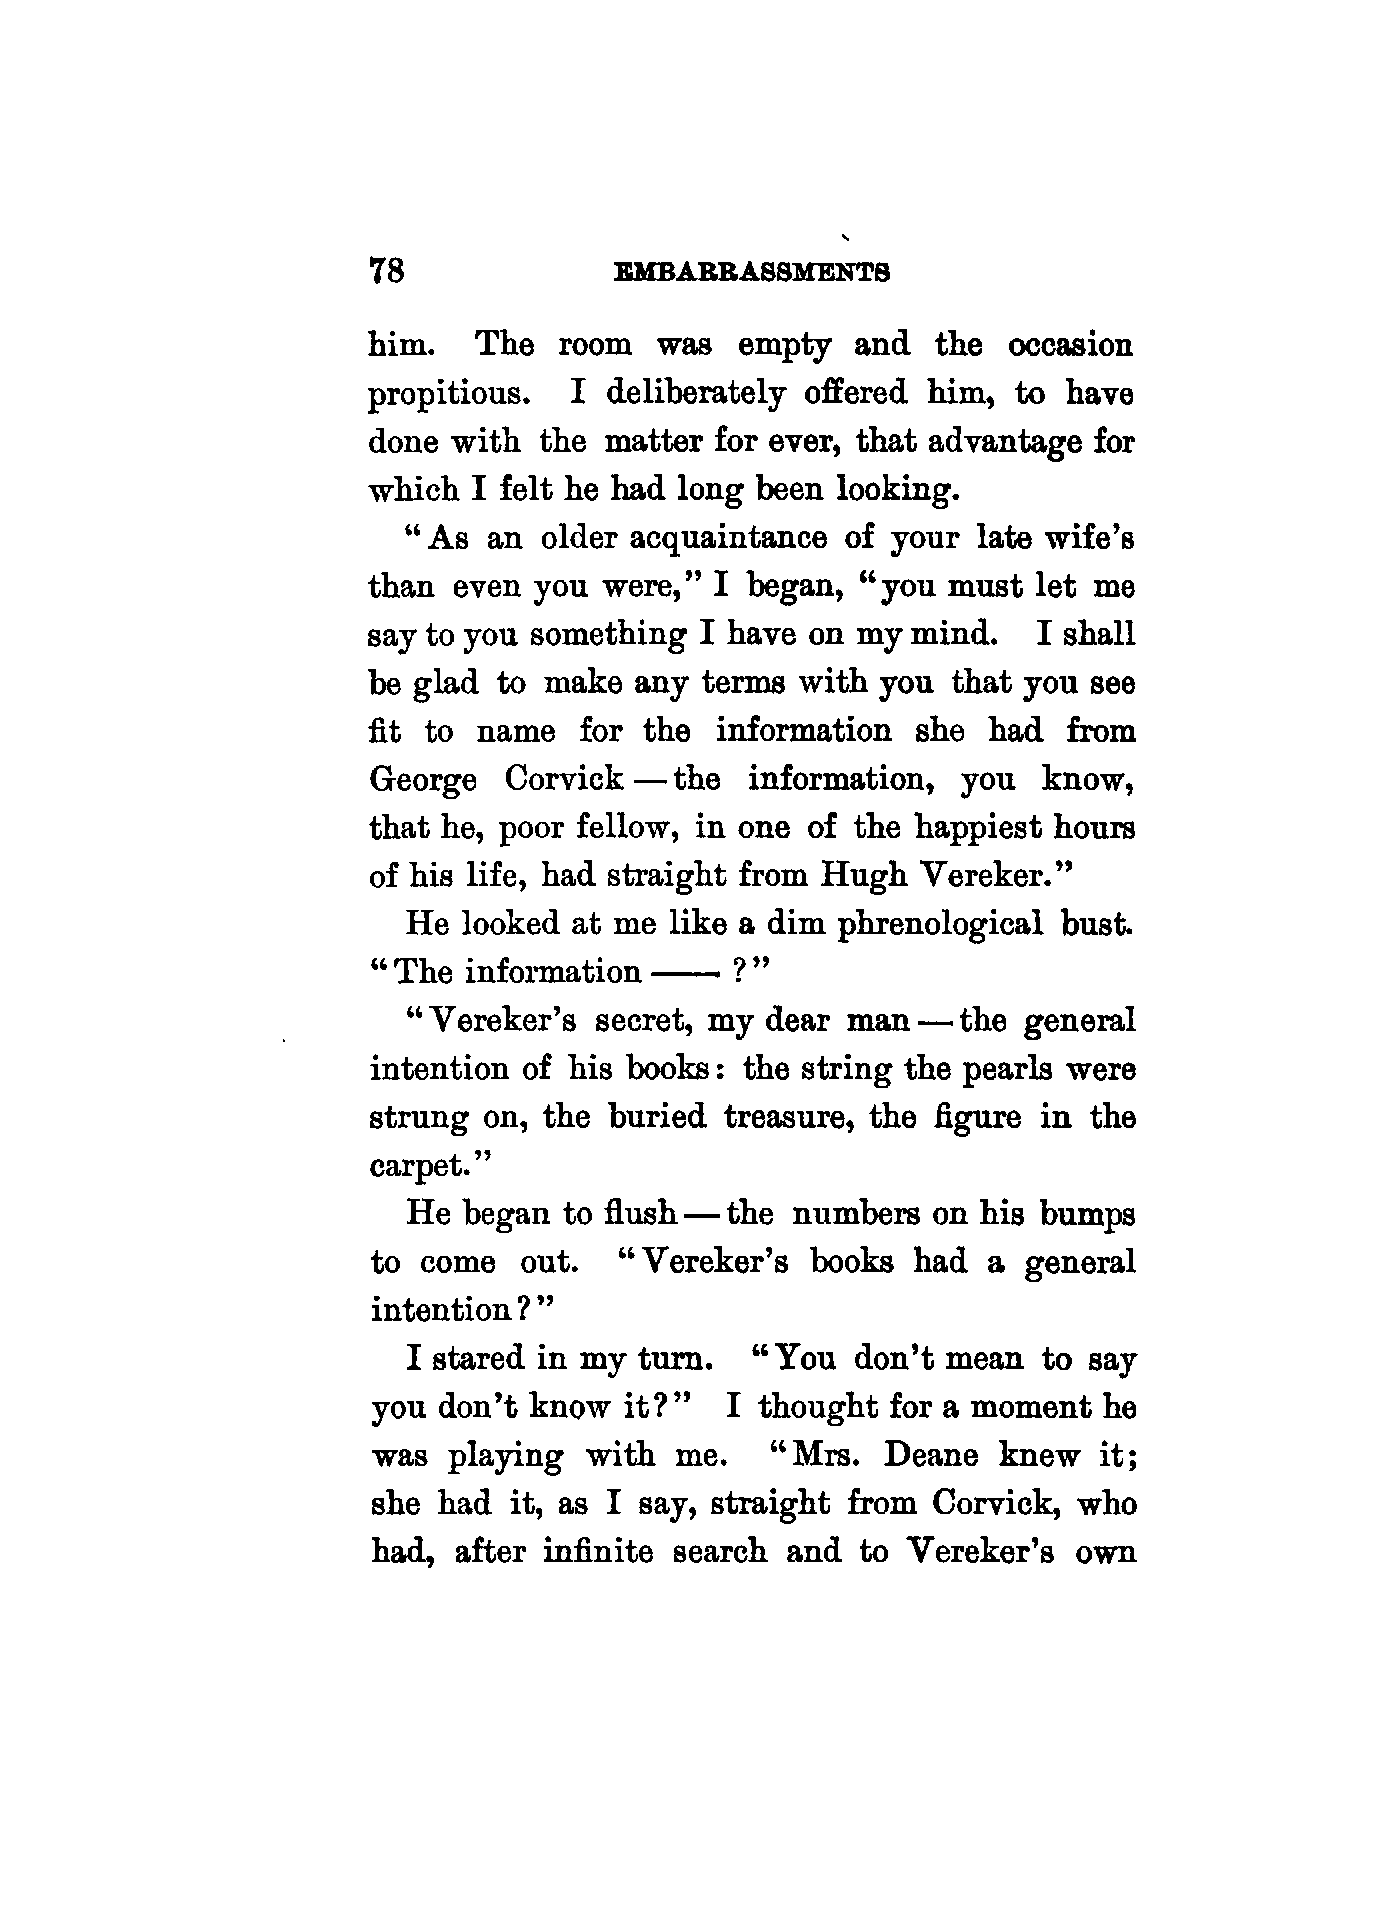 78 EMBARRASSMENTS
him. The room was empty and the occasion
propitious. I deliberately offered him, to have
done with the matter for ever, that advantage for
which I felt he had long been looking.
“As an older acquaintance of your late wife’s
than even you were,” I began, “you must let me
say to you something I have on my mind. I shall
be glad to make any terms with you that you see
fit to name for the information she had from
George Corvick — the information, you know,
that he, poor fellow, in one of the happiest hours
of his life, had straight from Hugh Vereker.”
He looked at me like a dim phrenological bust.
“The information —— ?”
“Vereker’s secret, my dear man — the general
intention of his books: the string the pearls were
strung on, the buried treasure, the figure in the
carpet.”
He began to flush — the numbers on his bumps
to come out. “Vereker’s books had a general
intention?”
I stared in my turn. “You don’t mean to say
you don’t know it?” I thought for a moment he
was playing with me. “Mrs. Deane knew it;
she had it, as I say, straight from Corvick, who
had, after infinite search and to Vereker’s own